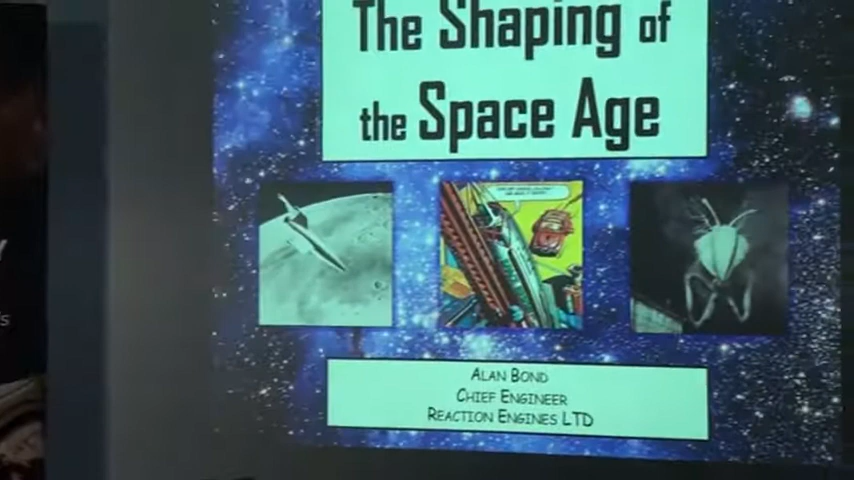 The Shaping of
the Space Age
ALAN BOND
CHIEF ENGINEER
REACTION ENGINES LTD